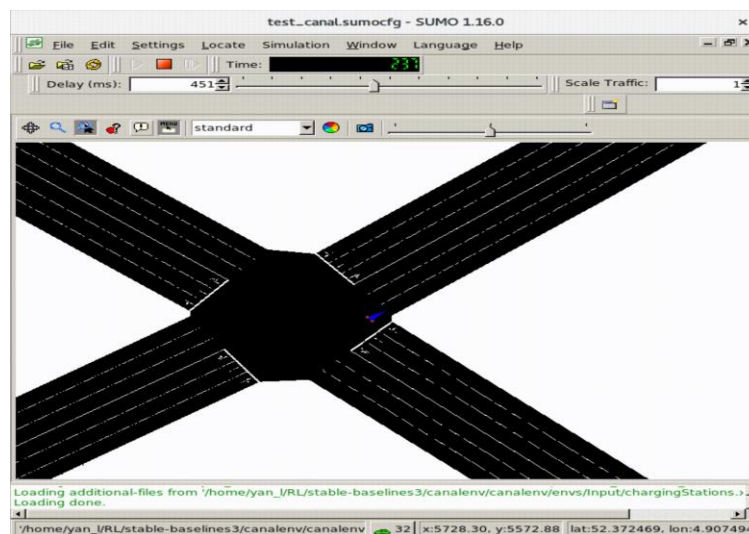 test_canal.sumocfg - SUMO 1.16.0
File Edit Settings Locate Simulation Window Language Help
Time: 237
Delay (ms): 451 Scale Traffic: 1
standard
Loading additional-files from '/home/yan_l/RL/stable-baselines3/canalenv/canalenv/envs/Input/chargingStations.
Loading done.
'/home/yan_l/RL/stable-baselines3/canalenv/canalenv 32 x:5728.30, y:5572.88 lat:52.372469, lon:4.907494